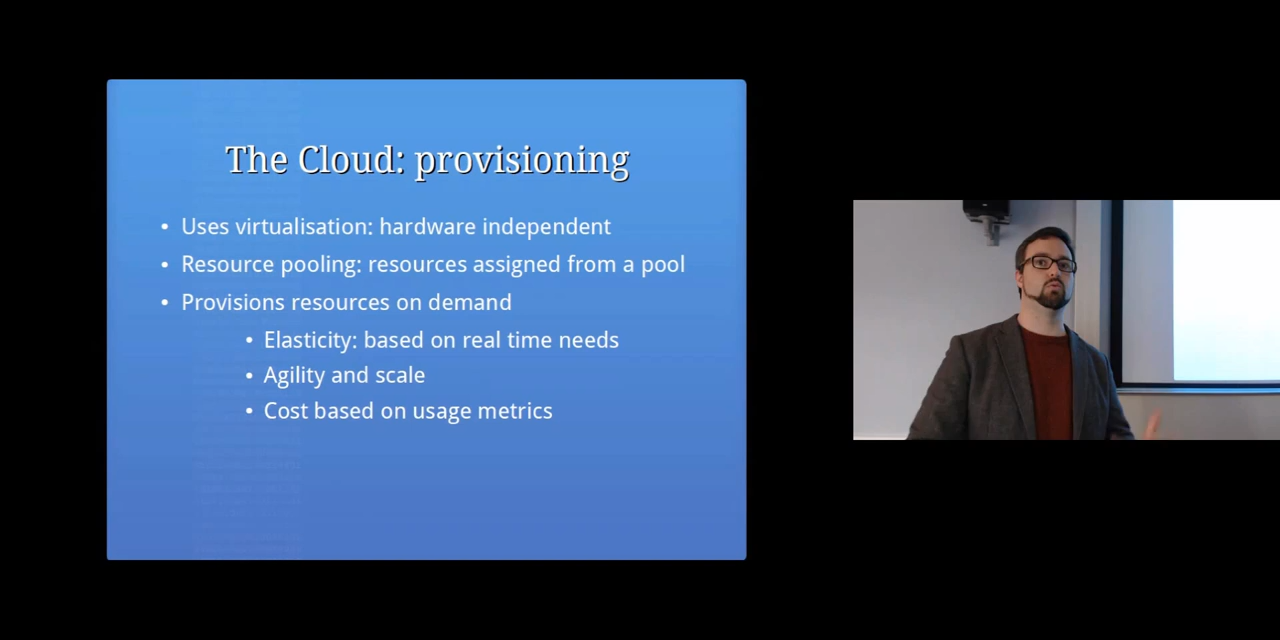 The Cloud: provisioning
• Uses virtualisation: hardware independent
• Resource pooling: resources assigned from a pool
• Provisions resources on demand
• Elasticity: based on real time needs
• Agility and scale
• Cost based on usage metrics